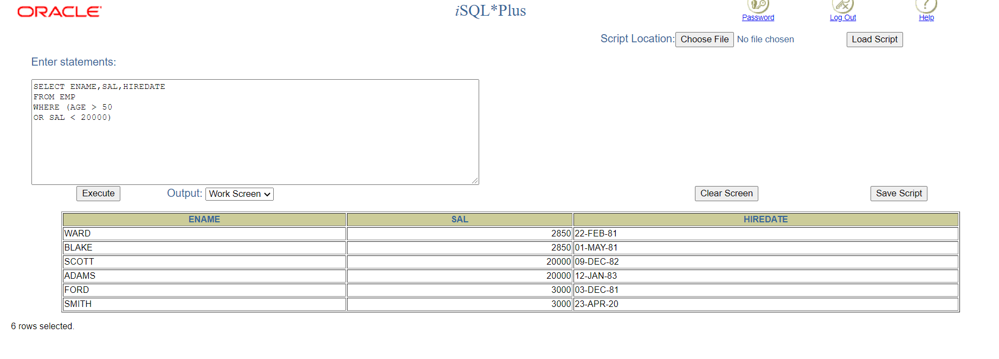 ORACLE
iSQL*Plus
Password
Log Out
? Help
Script Location: Choose File No file chosen Load Script
Enter statements:
SELECT ENAME,SAL,HIREDATE
FROM EMP
WHERE (AGE > 50
OR SAL < 20000)
Execute Output: Work Screen Clear Screen Save Script
ENAME SAL HIREDATE
WARD 2850 22-FEB-81
BLAKE 2850 01-MAY-81
SCOTT 20000 09-DEC-82
ADAMS 20000 12-JAN-83
FORD 3000 03-DEC-81
SMITH 3000 23-APR-20
6 rows selected.